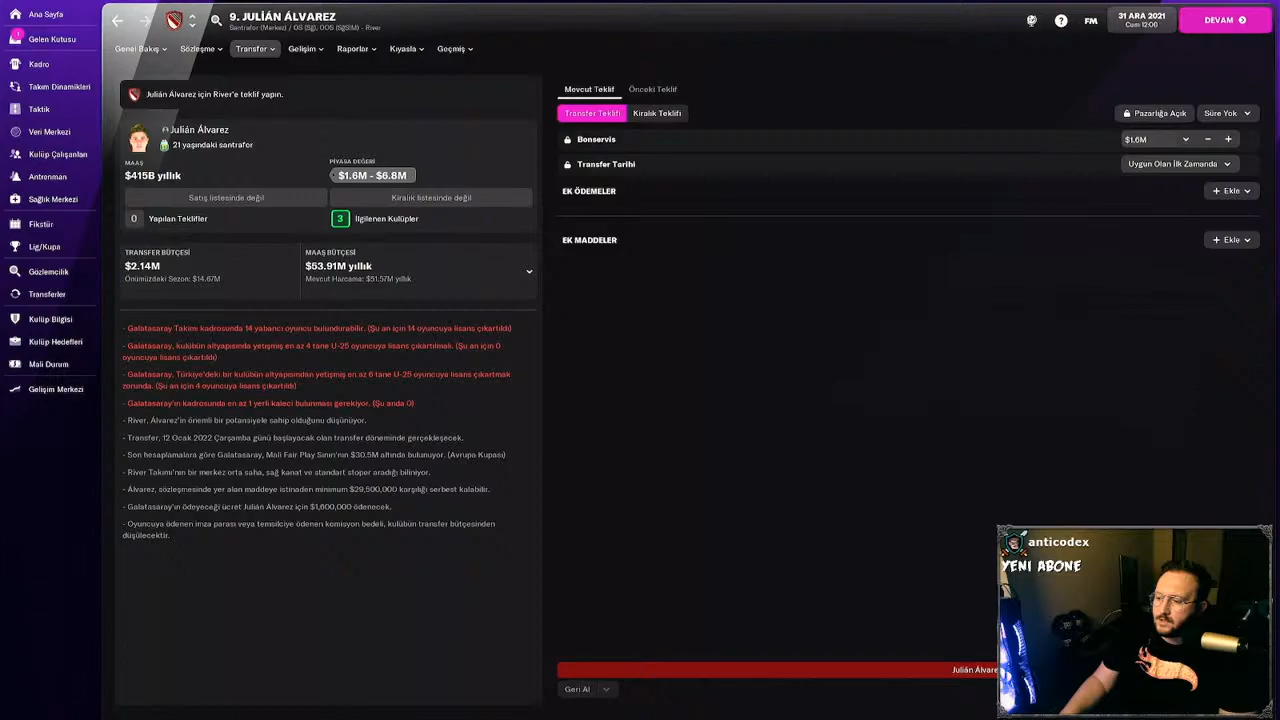 Ana Sayfa
Gelen Kutusu
Kadro
Takım Dinamikleri
Taktik
Veri Merkezi
Kulüp Çalışanları
Antrenman
Sağlık Merkezi
Fikstür
Lig/Kupa
Gözlemcilik
Transferler
Kulüp Bilgisi
Kulüp Hedefleri
Mali Durum
Gelişim Merkezi
9. JULIÁN ÁLVAREZ
Santrafor (Merkez) / OS (Sğ), OOS (SğSlM) - River
FM
31 ARA 2021
Cum 12:00
DEVAM
Genel Bakış
Sözleşme
Transfer
Gelişim
Raporlar
Kıyasla
Geçmiş
Julián Álvarez için River'e teklif yapın.
Julián Álvarez
21 yaşındaki santrafor
MAAŞ
$415B yıllık
PİYASA DEĞERİ
$1.6M - $6.8M
Satış listesinde değil
Kiralık listesinde değil
0 Yapılan Teklifler
3 İlgilenen Kulüpler
TRANSFER BÜTÇESİ
$2.14M
Önümüzdeki Sezon: $14.67M
MAAŞ BÜTÇESİ
$53.91M yıllık
Mevcut Harcama: $51.57M yıllık
- Galatasaray Takımı kadrosunda 14 yabancı oyuncu bulundurabilir. (Şu an için 14 oyuncuya lisans çıkartıldı)
- Galatasaray, kulübün altyapısında yetişmiş en az 4 tane U-25 oyuncuya lisans çıkartılmalı. (Şu an için 0
oyuncuya lisans çıkartıldı)
- Galatasaray, Türkiye'deki bir kulübün altyapısından yetişmiş en az 6 tane U-25 oyuncuya lisans çıkartmak
zorunda. (Şu an için 4 oyuncuya lisans çıkartıldı)
- Galatasaray'ın kadrosunda en az 1 yerli kaleci bulunması gerekiyor. (Şu anda 0)
- River, Álvarez'in önemli bir potansiyele sahip olduğunu düşünüyor.
- Transfer, 12 Ocak 2022 Çarşamba günü başlayacak olan transfer döneminde gerçekleşecek.
- Son hesaplamalara göre Galatasaray, Mali Fair Play Sınırı'nın $30.5M altında bulunuyor. (Avrupa Kupası)
- River Takımı'nın bir merkez orta saha, sağ kanat ve standart stoper aradığı biliniyor.
- Álvarez, sözleşmesinde yer alan maddeye istinaden minimum $29,500,000 karşılığı serbest kalabilir.
- Galatasaray'ın ödeyeceği ücret Julián Álvarez için $1,600,000 ödenecek.
- Oyuncuya ödenen imza parası veya temsilciye ödenen komisyon bedeli, kulübün transfer bütçesinden
düşülecektir.
Mevcut Teklif
Önceki Teklif
Transfer Teklifi
Kiralık Teklifi
Pazarlığa Açık
Süre Yok
Bonservis
$1.6M
Transfer Tarihi
Uygun Olan İlk Zamanda
EK ÖDEMELER
+ Ekle
EK MADDELER
+ Ekle
Julián Álvare
Geri Al
anticodex
YENI ABONE